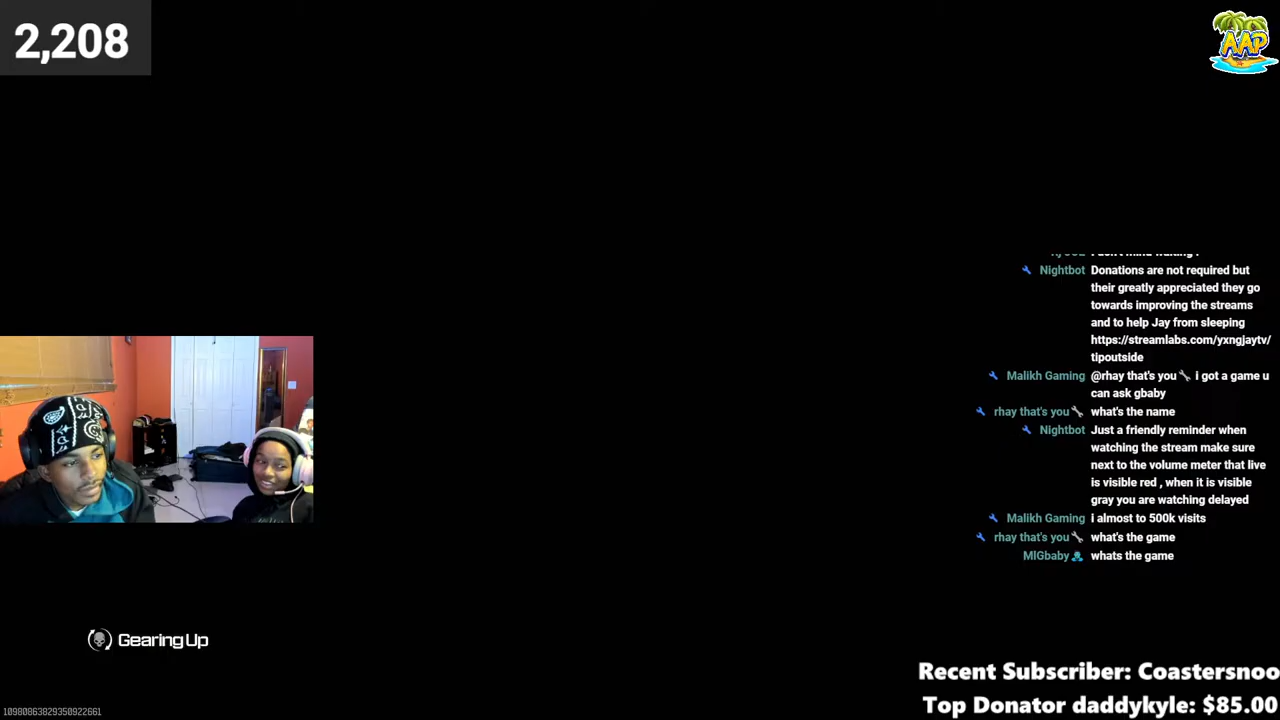 2,208
AAP
Nightbot Donations are not required but
their greatly appreciated they go
towards improving the streams
and to help Jay from sleeping
https://streamlabs.com/yxngjaytv/
tipoutside
Malikh Gaming @rhay that's you🔧 i got a game u
can ask gbaby
rhay that's you🔧 what's the name
Nightbot Just a friendly reminder when
watching the stream make sure
next to the volume meter that live
is visible red , when it is visible
gray you are watching delayed
Malikh Gaming i almost to 500k visits
rhay that's you🔧 what's the game
MIGbaby whats the game
Gearing Up
Recent Subscriber: Coastersnoo
Top Donator daddykyle: $85.00
10980863829350922661